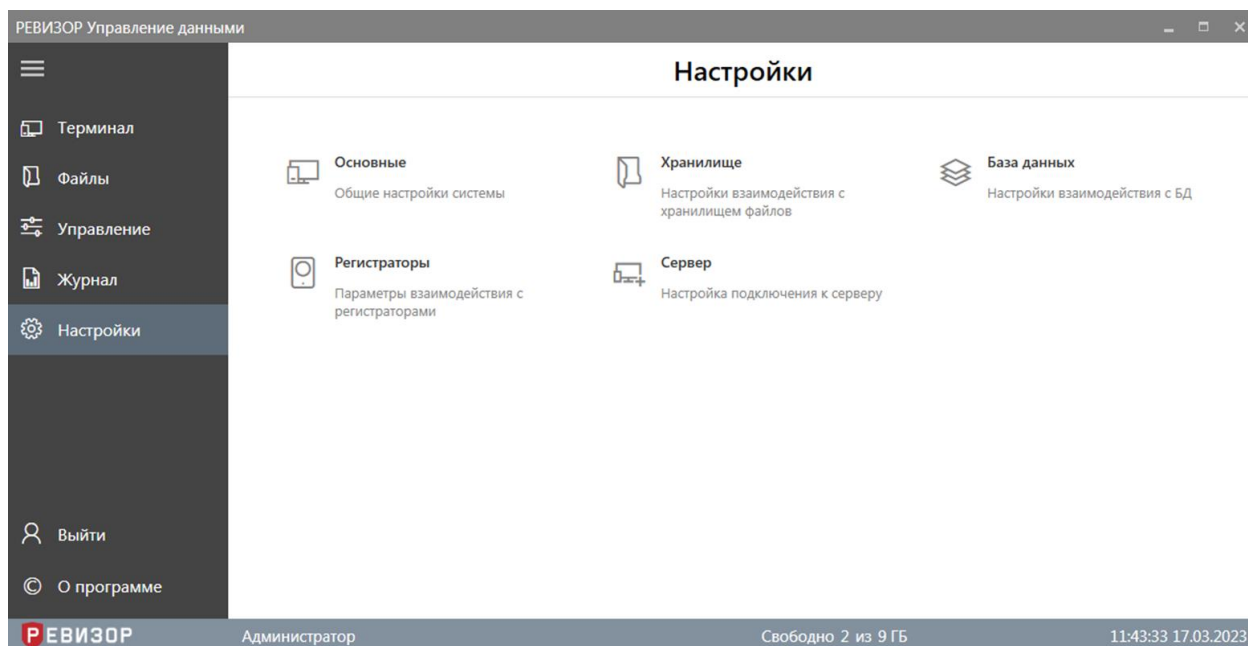 РЕВИЗОР Управление данными
Настройки
Терминал
Файлы
Управление
Журнал
Настройки
Основные
Общие настройки системы
Хранилище
Настройки взаимодействия с
хранилищем файлов
База данных
Настройки взаимодействия с БД
Регистраторы
Параметры взаимодействия с
регистраторами
Сервер
Настройка подключения к серверу
Выйти
© О программе
РЕВИЗОР
Администратор
Свободно 2 из 9 ГБ
11:43:33 17.03.2023